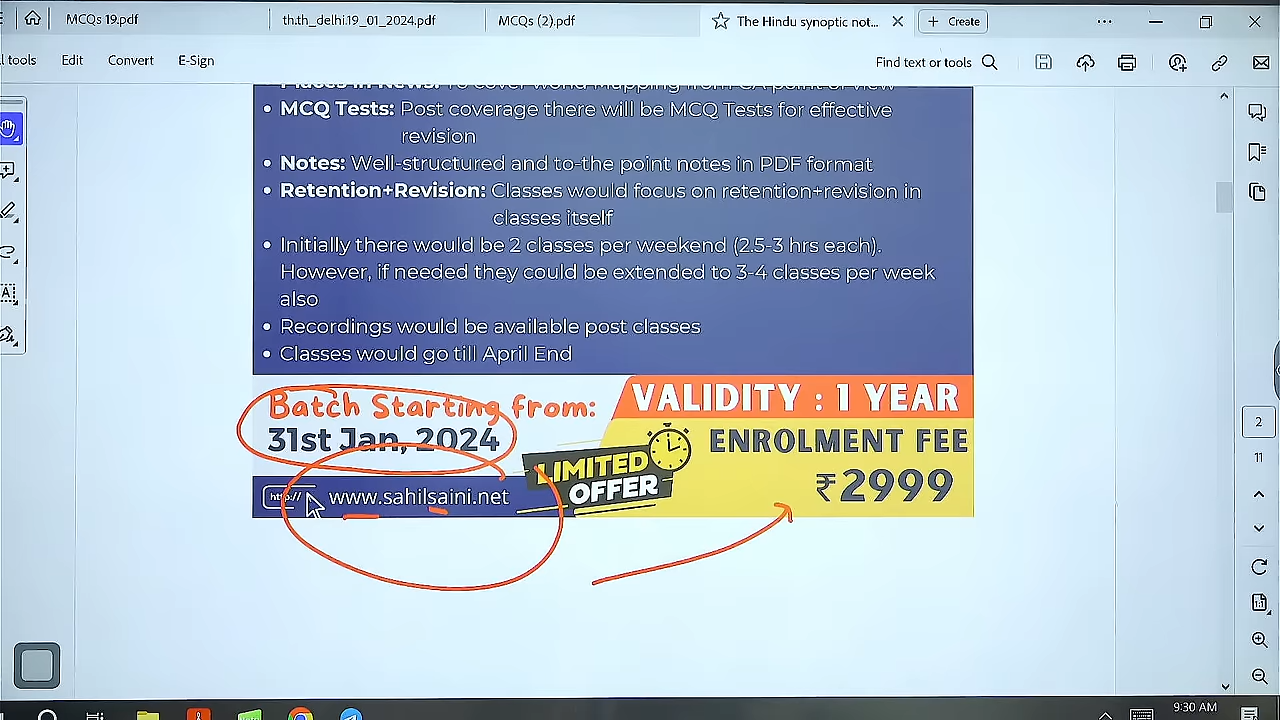 MCQs 19.pdf
th.th_delhi.19_01_2024.pdf
MCQs (2).pdf
The Hindu synoptic not...
+ Create
tools
Edit
Convert
E-Sign
Find text or tools
• MCQ Tests: Post coverage there will be MCQ Tests for effective
revision
• Notes: Well-structured and to-the point notes in PDF format
• Retention+Revision: Classes would focus on retention+revision in
classes itself
• Initially there would be 2 classes per weekend (2.5-3 hrs each).
However, if needed they could be extended to 3-4 classes per week
also
• Recordings would be available post classes
• Classes would go till April End
Batch Starting from:
31st Jan, 2024
VALIDITY : 1 YEAR
ENROLMENT FEE
₹2999
LIMITED
OFFER
http://
www.sahilsaini.net
2
11
9:30 AM